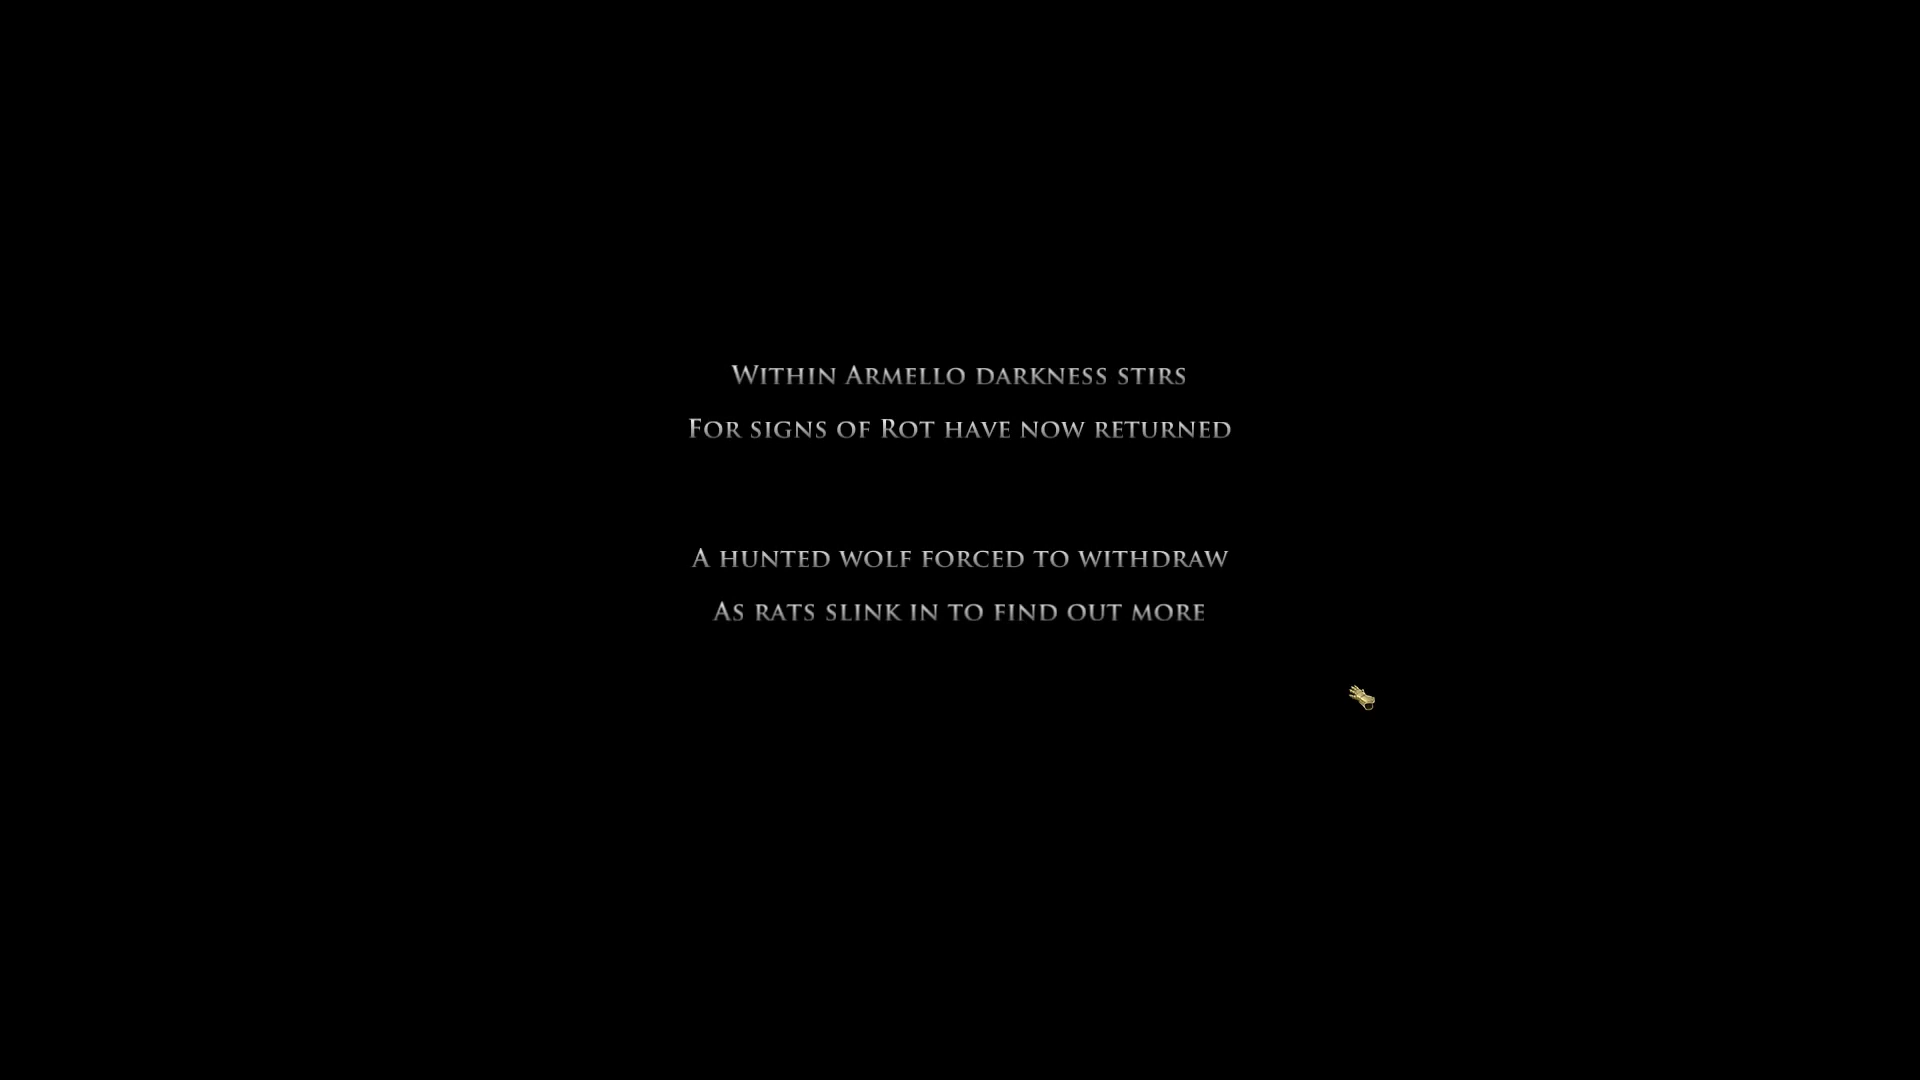 Within Armello darkness stirs
For signs of Rot have now returned
A hunted wolf forced to withdraw
As rats slink in to find out more